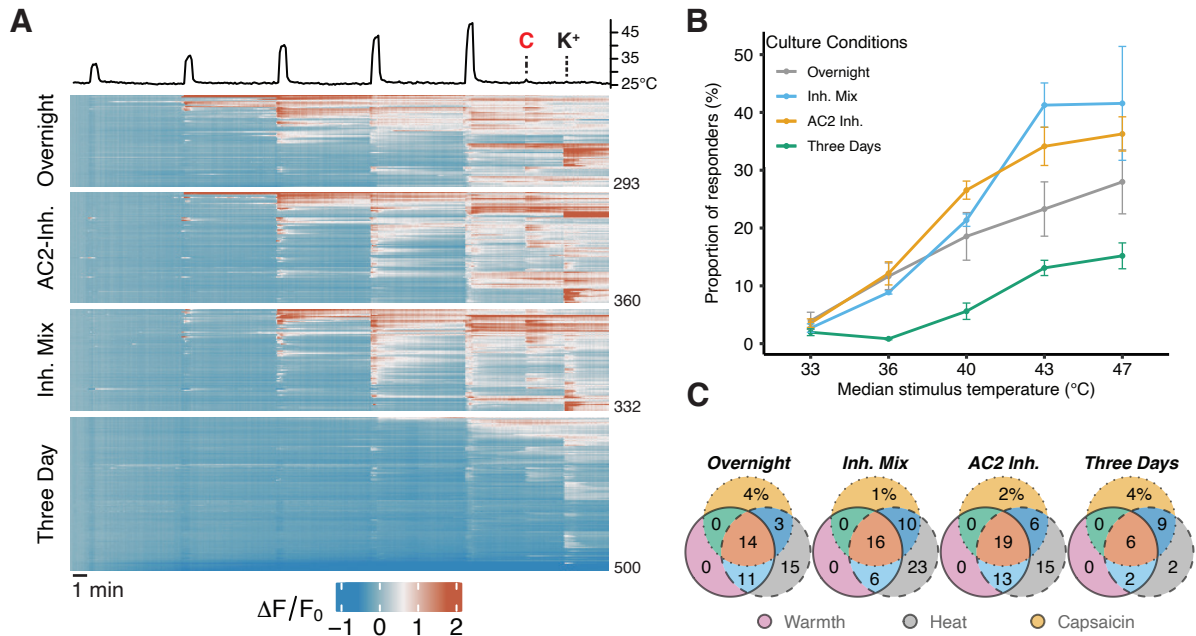 A
45
35
25°C
C
K+
Overnight
293
AC2-Inh.
360
Inh. Mix
332
Three Day
500
1 min
ΔF/F0
−1 0 1 2
B
Culture Conditions
Overnight
Inh. Mix
AC2 Inh.
Three Days
Proportion of responders (%)
50
40
30
20
10
0
33 36 40 43 47
Median stimulus temperature (°C)
C
Overnight Inh. Mix AC2 Inh. Three Days
4% 1% 2% 4%
0 3 0 10 0 6 0 9
14 16 19 6
0 15 0 23 0 15 0 2
11 6 13 2
Warmth Heat Capsaicin